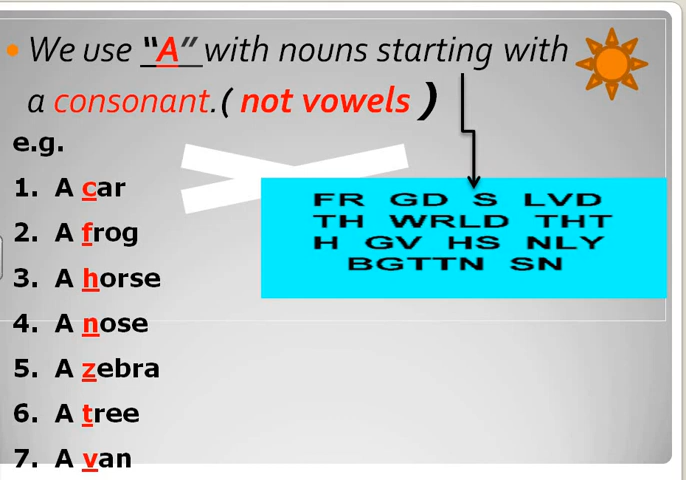 • We use “A” with nouns starting with
a consonant.( not vowels )
e.g.
1. A car
2. A frog
3. A horse
4. A nose
5. A zebra
6. A tree
7. A van
FR GD S LVD
TH WRLD THT
H GV HS NLY
BGTTN SN